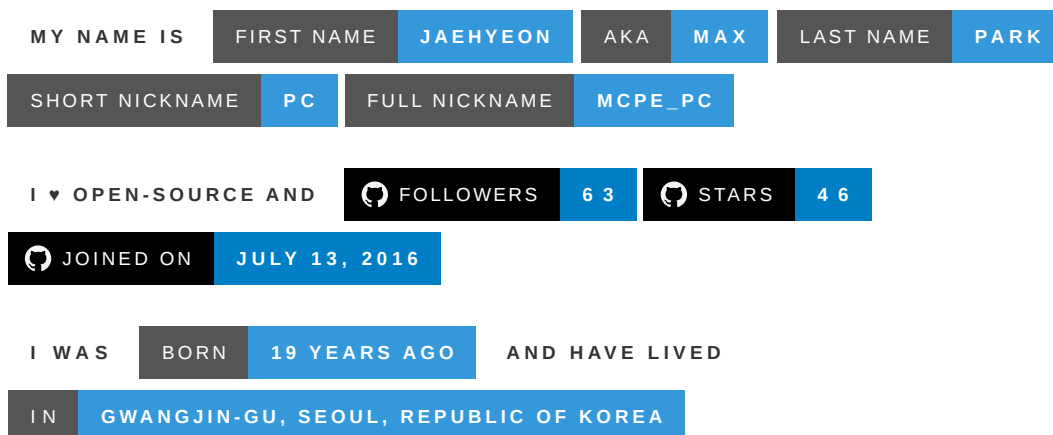 MY NAME IS FIRST NAME JAEHYEON AKA MAX LAST NAME PARK
SHORT NICKNAME PC FULL NICKNAME MCPE_PC
I ♥ OPEN-SOURCE AND FOLLOWERS 63 STARS 46
JOINED ON JULY 13, 2016
I WAS BORN 19 YEARS AGO AND HAVE LIVED
IN GWANGJIN-GU, SEOUL, REPUBLIC OF KOREA